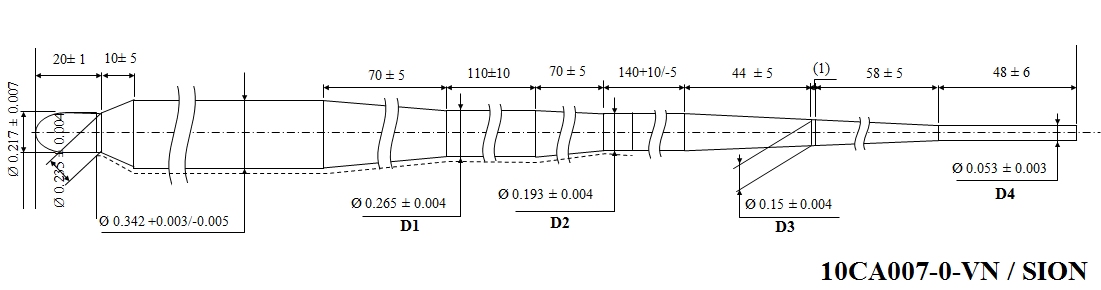 20± 1
10± 5
70 ± 5
110±10
70 ± 5
140+10/-5
44 ± 5
(1)
58 ± 5
48 ± 6
Ø 0.217 ± 0.007
Ø 0.235 ± 0.004
Ø 0.342 +0.003/-0.005
Ø 0.265 ± 0.004
D1
Ø 0.193 ± 0.004
D2
Ø 0.15 ± 0.004
D3
Ø 0.053 ± 0.003
D4
10CA007-0-VN / SION